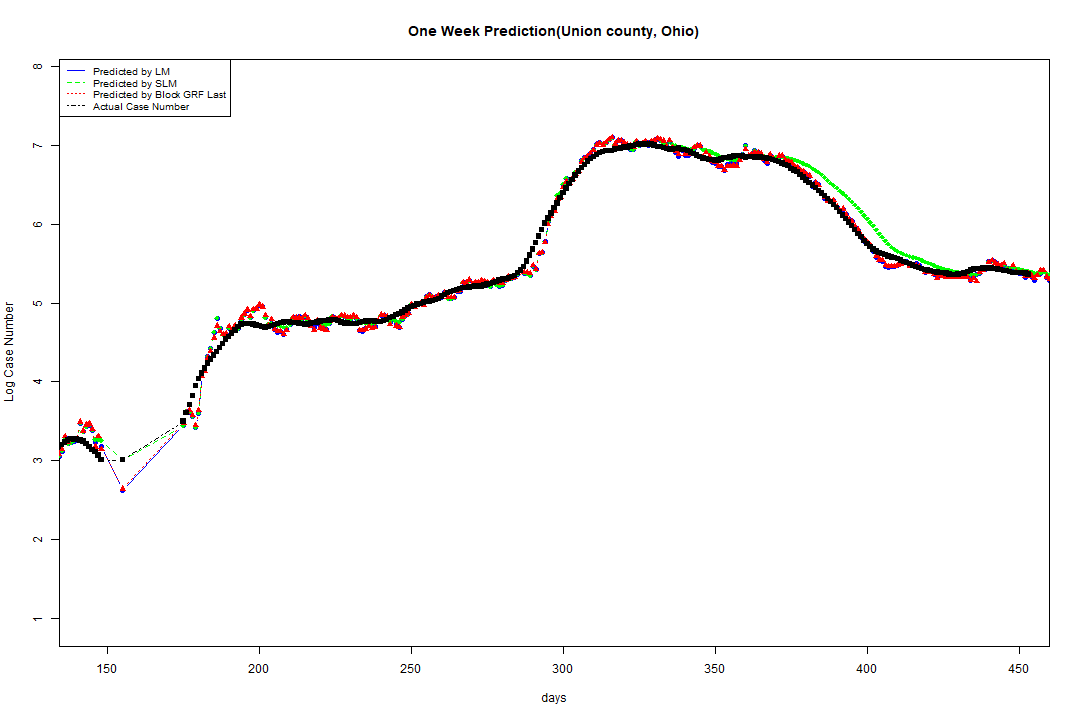 One Week Prediction(Union county, Ohio)
Predicted by LM
Predicted by SLM
Predicted by Block GRF Last
Actual Case Number
8
7
6
5
4
3
2
1
Log Case Number
150 200 250 300 350 400 450
days